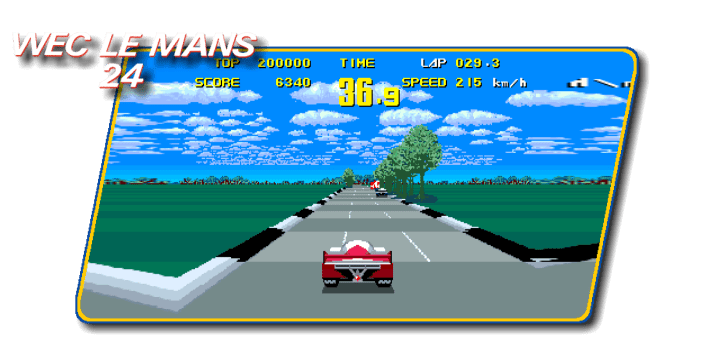 WEC LE MANS
24
TOP 200000 TIME LAP 029.3
SCORE 6340 36.9 SPEED 215 km/h